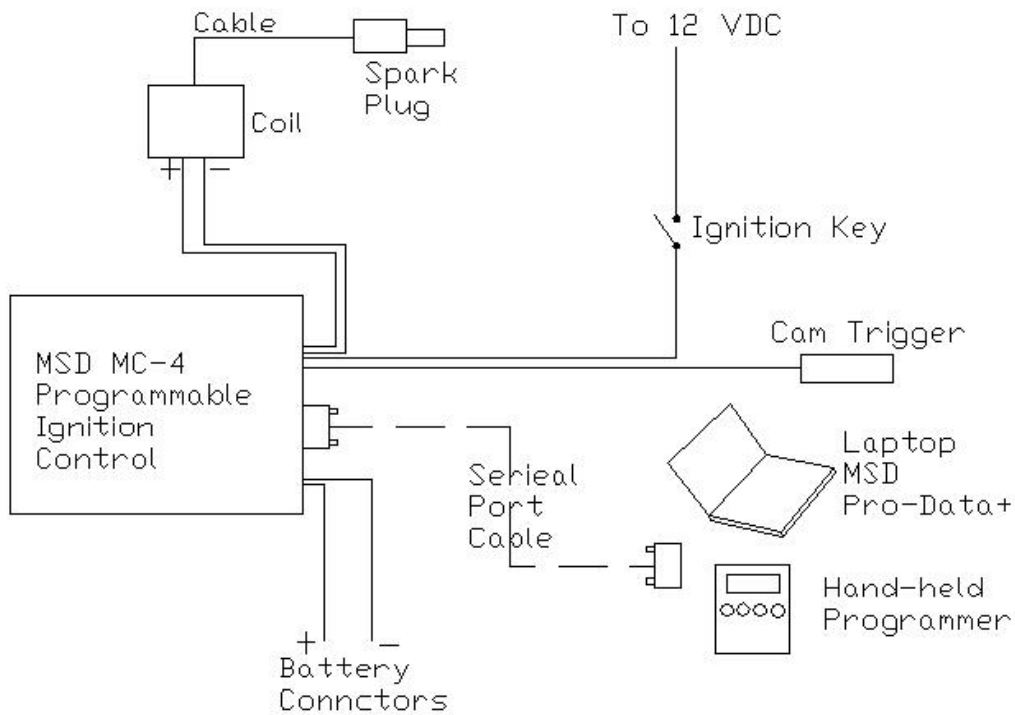 Cable
To 12 VDC
Spark
Plug
Coil
+ -
Ignition Key
Cam Trigger
MSD MC-4
Programmable
Ignition
Control
Laptop
MSD
Pro-Data+
Serieal
Port
Cable
Hand-held
Programmer
+ -
Battery
Connctors